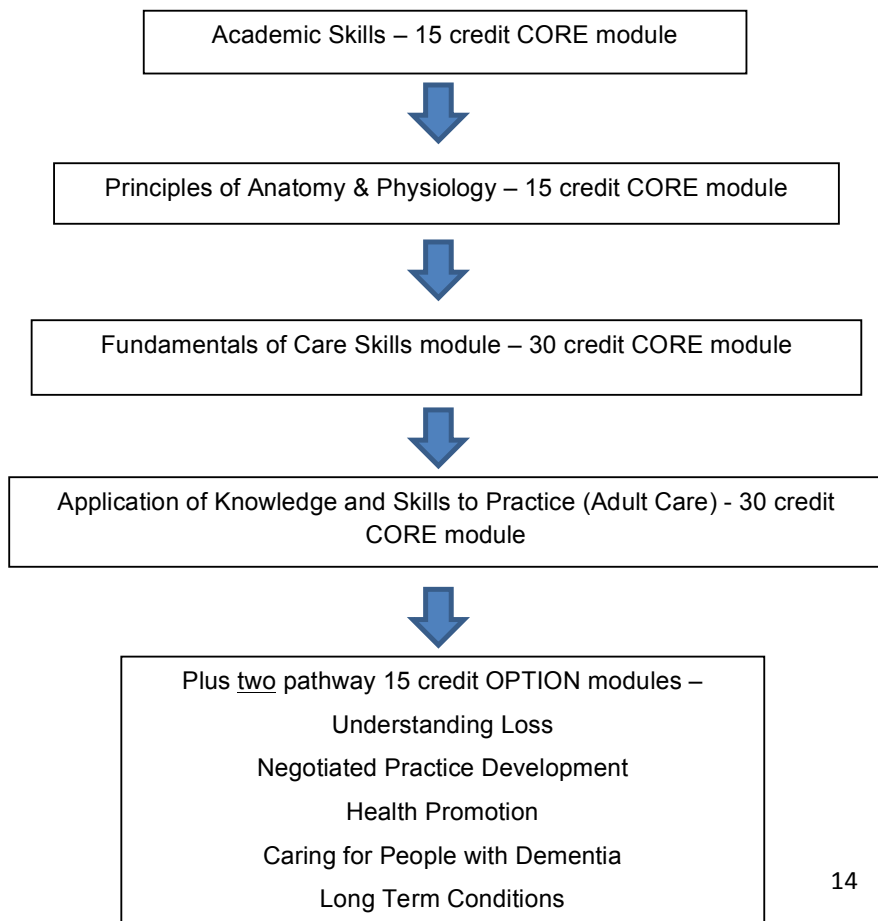 Academic Skills – 15 credit CORE module
Principles of Anatomy & Physiology – 15 credit CORE module
Fundamentals of Care Skills module – 30 credit CORE module
Application of Knowledge and Skills to Practice (Adult Care) - 30 credit
CORE module
Plus two pathway 15 credit OPTION modules –
Understanding Loss
Negotiated Practice Development
Health Promotion
Caring for People with Dementia
Long Term Conditions
14